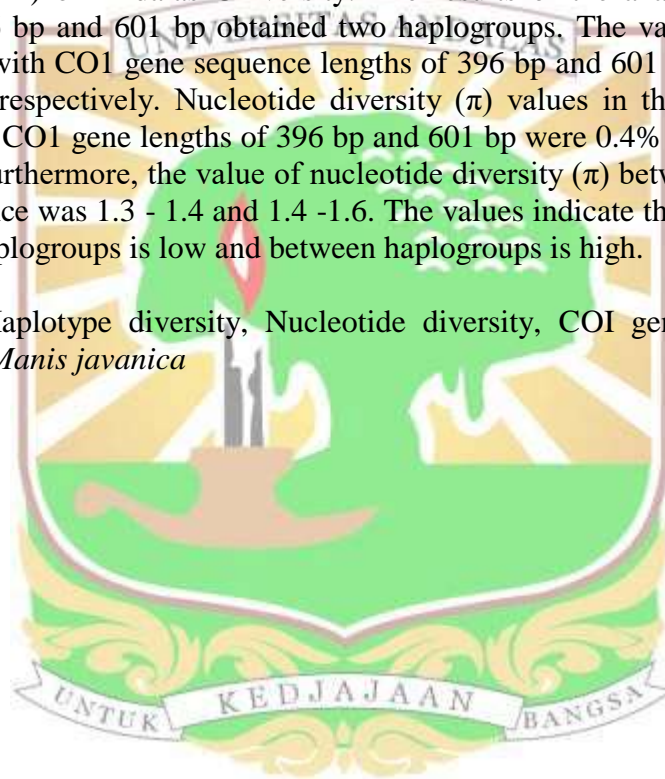 bp and 601 bp obtained two haplogroups. The va
UNIVERSITAS ANDALAS
with CO1 gene sequence lengths of 396 bp and 601
respectively. Nucleotide diversity (π) values in th
CO1 gene lengths of 396 bp and 601 bp were 0.4%
urthermore, the value of nucleotide diversity (π) betw
ce was 1.3 - 1.4 and 1.4 -1.6. The values indicate th
plogroups is low and between haplogroups is high.
Haplotype diversity, Nucleotide diversity, COI gen
Manis javanica
UNTUK KEDJAJAAN BANGSA